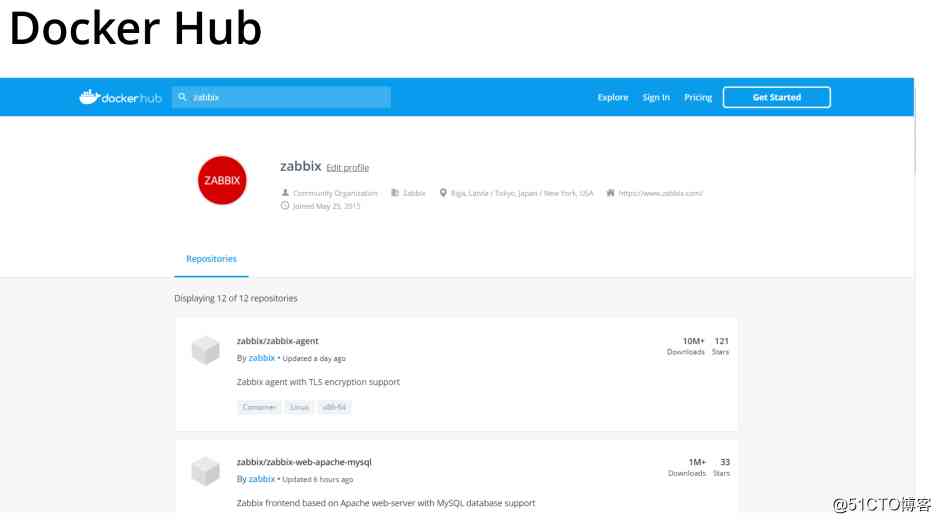 Docker Hub
dockerhub zabbix Explore Sign In Pricing Get Started
ZABBIX
zabbix Edit profile
Community Organization Zabbix Riga, Latvia / Tokyo, Japan / New York, USA https://www.zabbix.com/
Joined May 25, 2015
Repositories
Displaying 12 of 12 repositories
zabbix/zabbix-agent 10M+ 121
By zabbix • Updated a day ago Downloads Stars
Zabbix agent with TLS encryption support
Container Linux x86-64
zabbix/zabbix-web-apache-mysql 1M+ 33
By zabbix • Updated 6 hours ago Downloads Stars
Zabbix frontend based on Apache web-server with MySQL database support
@51CTO博客